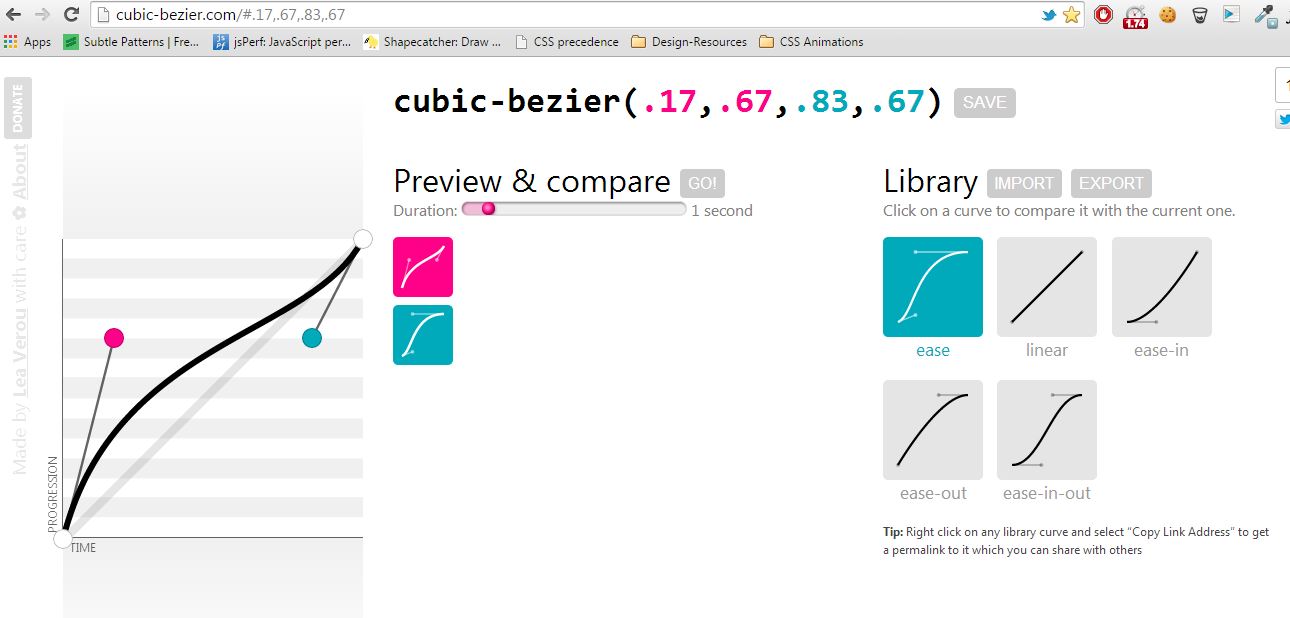 cubic-bezier.com/#.17,.67,.83,.67
1.74
Apps
Subtle Patterns | Fre...
jsPerf: JavaScript per...
Shapecatcher: Draw ...
CSS precedence
Design-Resources
CSS Animations
DONATE
Made by Lea Verou with care ✿ About
cubic-bezier(.17,.67,.83,.67)
SAVE
Preview & compare
GO!
Duration:
1 second
Library
IMPORT
EXPORT
Click on a curve to compare it with the current one.
ease
linear
ease-in
ease-out
ease-in-out
PROGRESSION
TIME
Tip: Right click on any library curve and select “Copy Link Address” to get
a permalink to it which you can share with others